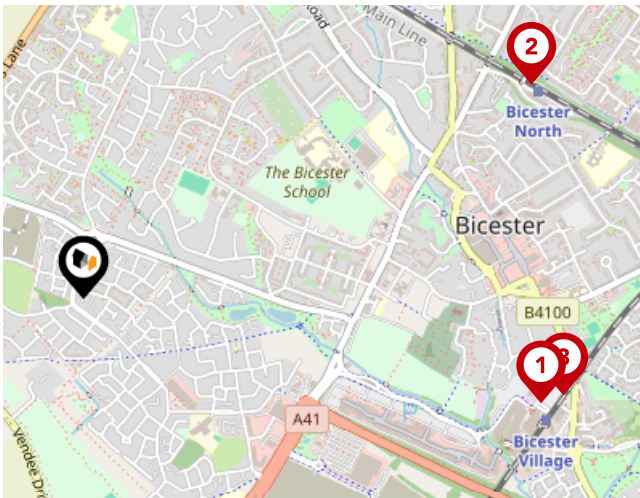 Road
Main Line
s Lane
2
Bicester
North
The Bicester
School
Bicester
B4100
1
3
A41
Bicester
Village
Vendee Dri